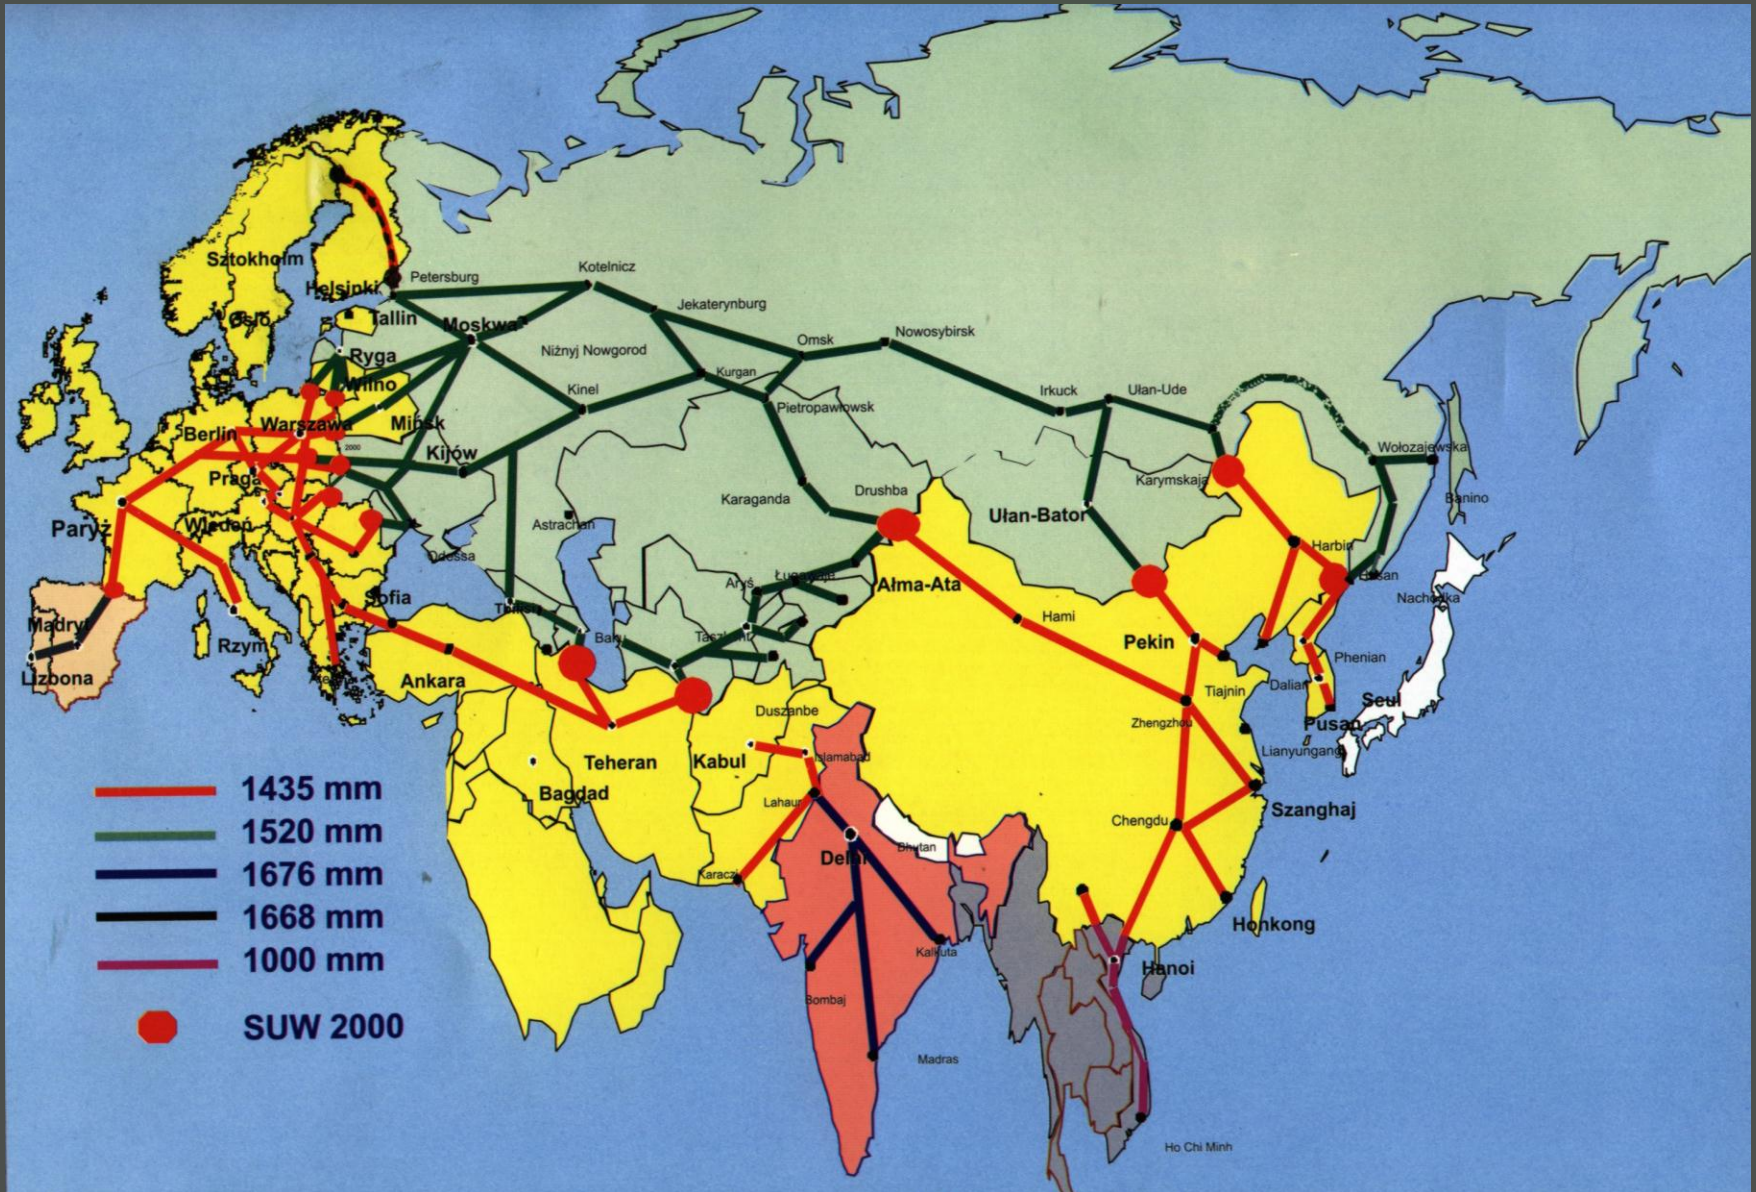 Sztokholm
Helsinki
Oslo
Tallin
Petersburg
Kotelnicz
Jekaterynburg
Moskwa
Niżnyj Nowgorod
Omsk
Nowosybirsk
Ryga
Wilno
Kinel
Kurgan
Pietropawłowsk
Irkuck
Ułan-Ude
Berlin
Warszawa
Mińsk
2000
Kijów
Wołozajewska
Praga
Karaganda
Drushba
Karymskaja
Banino
Paryż
Wiedeń
Astrachan
Ułan-Bator
Odessa
Harbin
Aryś
Ałma-Ata
Nachodka
Sofia
Tbilisi
Hami
Madryt
Rzym
Baku
Taszkent
Pekin
Phenian
Lizbona
Ankara
Dalian
Tiajnin
Seul
Duszanbe
Zhengzhou
Pusan
Teheran
Kabul
Islamabad
Lianyungang
Bagdad
Lahaur
Szanghaj
Chengdu
Delhi
Bhutan
Karaczi
Honkong
Kalkuta
Hanoi
Bombaj
Madras
Ho Chi Minh
1435 mm
1520 mm
1676 mm
1668 mm
1000 mm
SUW 2000